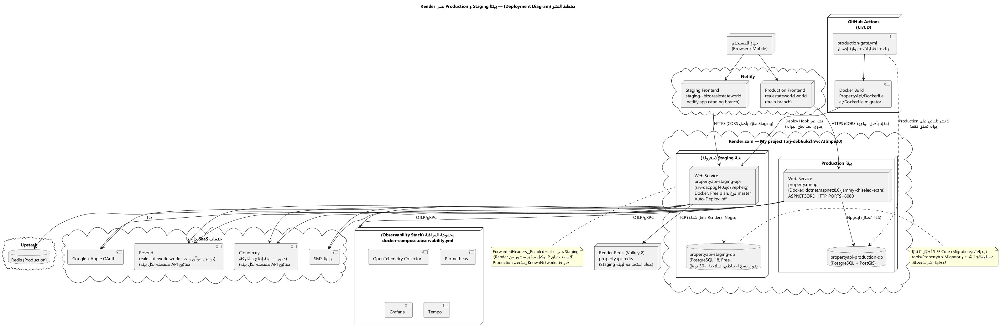 مخطط النشر (Deployment Diagram) — بيئتا Staging و Production على Render
GitHub Actions
(CI/CD)
production-gate.yml
بناء + اختبارات + بوابة إصدار
Docker Build
PropertyApi/Dockerfile
ci/Dockerfile.migrator
جهاز المستخدم
(Browser / Mobile)
Netlify
Staging Frontend
staging--bizorealestateworld
.netlify.app (staging branch)
Production Frontend
realestateworld.world
(main branch)
HTTPS (CORS مقيّد بأصل Staging)
نشر عبر Deploy Hook
(يدوي، بعد نجاح البوابة)
HTTPS (CORS مقيّد بأصل الواجهة)
لا نشر تلقائي على Production
(بوابة تحقق فقط)
Render.com — My project (prj-d5b6uk2li9vc73bhpe20)
بيئة Staging (معزولة)
Web Service
propertyapi-staging-api
(srv-dacpbgf40ujc73epheig)
Docker, Free plan, فرع master
Auto-Deploy: off
بيئة Production
Web Service
propertyapi-api
(Docker: dotnet/aspnet:8.0-jammy-chiseled-extra)
ASPNETCORE_HTTP_PORTS=8080
TLS
OTLP/gRPC
OTLP/gRPC
TCP (داخل شبكة Render)
Npgsql
Npgsql (اتصال TLS)
Upstash
Redis (Production)
خدمات SaaS خارجية
Google / Apple OAuth
Resend
(دومين موثّق واحد: realestateworld.world
مفاتيح API منفصلة لكل بيئة)
Cloudinary
(صور — بيئة إنتاج مشتركة،
مفاتيح API منفصلة لكل بيئة)
بوابة SMS
مجموعة المراقبة (Observability Stack)
docker-compose.observability.yml
OpenTelemetry Collector
Prometheus
Grafana
Tempo
ForwardedHeaders__Enabled=false على Staging
(لا يوجد نطاق IP وكيل موثّق منشور من Render)؛
Production يستخدم KnownNetworks صراحة.
Render Redis (Valkey 8)
propertyapi-redis
(معاد استخدامه لبيئة Staging)
propertyapi-staging-db
(PostgreSQL 18, Free،
بدون نسخ احتياطي، صلاحية ~30 يومًا)
propertyapi-production-db
(PostgreSQL + PostGIS)
ترحيلات EF Core (Migrations) لا تُطبّق تلقائيًا
عند الإقلاع؛ تُنفَّذ عبر tools/PropertyApi.Migrator
كخطوة نشر منفصلة.